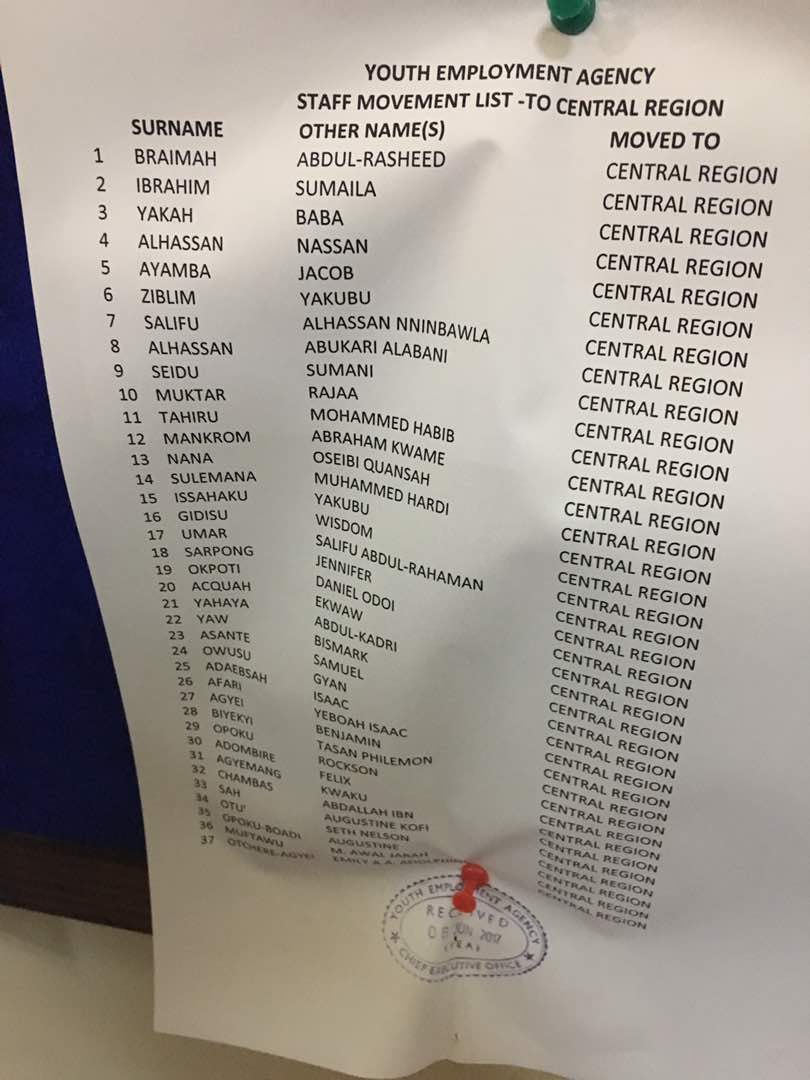 YOUTH EMPLOYMENT AGENCY
STAFF MOVEMENT LIST -TO CENTRAL REGION
SURNAME OTHER NAME(S) MOVED TO
1 BRAIMAH ABDUL-RASHEED CENTRAL REGION
2 IBRAHIM SUMAILA CENTRAL REGION
3 YAKAH BABA CENTRAL REGION
4 ALHASSAN NASSAN CENTRAL REGION
5 AYAMBA JACOB CENTRAL REGION
6 ZIBLIM YAKUBU CENTRAL REGION
7 SALIFU ALHASSAN NNINBAWLA CENTRAL REGION
8 ALHASSAN ABUKARI ALABANI CENTRAL REGION
9 SEIDU SUMANI CENTRAL REGION
10 MUKTAR RAJAA CENTRAL REGION
11 TAHIRU MOHAMMED HABIB CENTRAL REGION
12 MANKROM ABRAHAM KWAME CENTRAL REGION
13 NANA OSEIBI QUANSAH CENTRAL REGION
14 SULEMANA MUHAMMED HARDI CENTRAL REGION
15 ISSAHAKU YAKUBU CENTRAL REGION
16 GIDISU WISDOM CENTRAL REGION
17 UMAR SALIFU ABDUL-RAHAMAN CENTRAL REGION
18 SARPONG JENNIFER CENTRAL REGION
19 OKPOTI DANIEL ODOI CENTRAL REGION
20 ACQUAH EKWAW CENTRAL REGION
21 YAHAYA ABDUL-KADRI CENTRAL REGION
22 YAW BISMARK CENTRAL REGION
23 ASANTE SAMUEL CENTRAL REGION
24 OWUSU GYAN CENTRAL REGION
25 ADAEBSAH ISAAC CENTRAL REGION
26 AFARI YEBOAH ISAAC CENTRAL REGION
27 AGYEI BENJAMIN CENTRAL REGION
28 BIYEKYI TASAN PHILEMON CENTRAL REGION
29 OPOKU ROCKSON CENTRAL REGION
30 ADOMBIRE FELIX CENTRAL REGION
31 AGYEMANG KWAKU CENTRAL REGION
32 CHAMBAS ABDALLAH IBN CENTRAL REGION
33 SAH AUGUSTINE KOFI CENTRAL REGION
34 OTU' SETH NELSON CENTRAL REGION
35 OPOKU-BOADI AUGUSTINE CENTRAL REGION
36 MUFTAWU M. AWAL CENTRAL REGION
37 OTCHERE-AGYEI EMILY A.A. CENTRAL REGION
YOUTH EMPLOYMENT AGENCY
RECEIVED
JUN 2017
(YEA)
CHIEF EXECUTIVE OFFICE
1